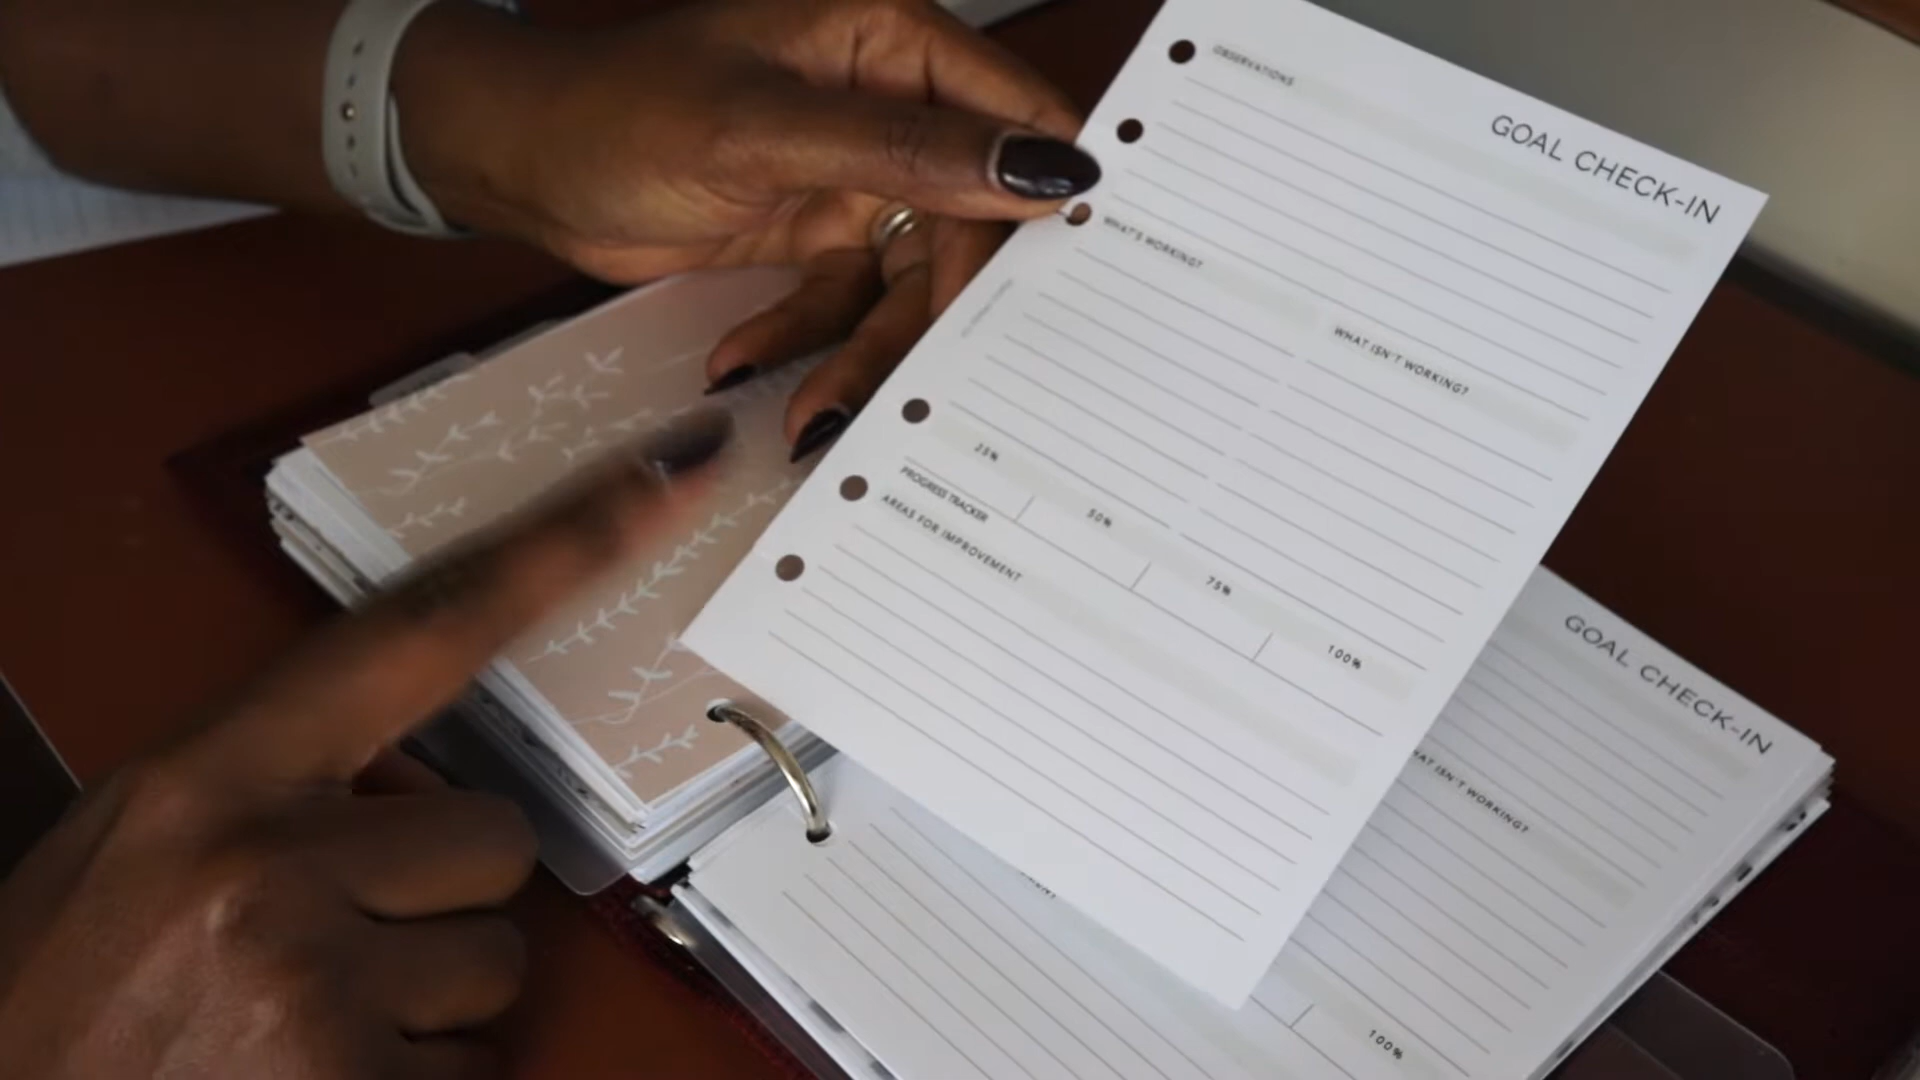 GOAL CHECK-IN
OBSERVATIONS
WHAT'S WORKING?
WHAT ISN'T WORKING?
25% 50% 75% 100%
PROGRESS TRACKER
AREAS FOR IMPROVEMENT
GOAL CHECK-IN
ISN'T WORKING?
100%